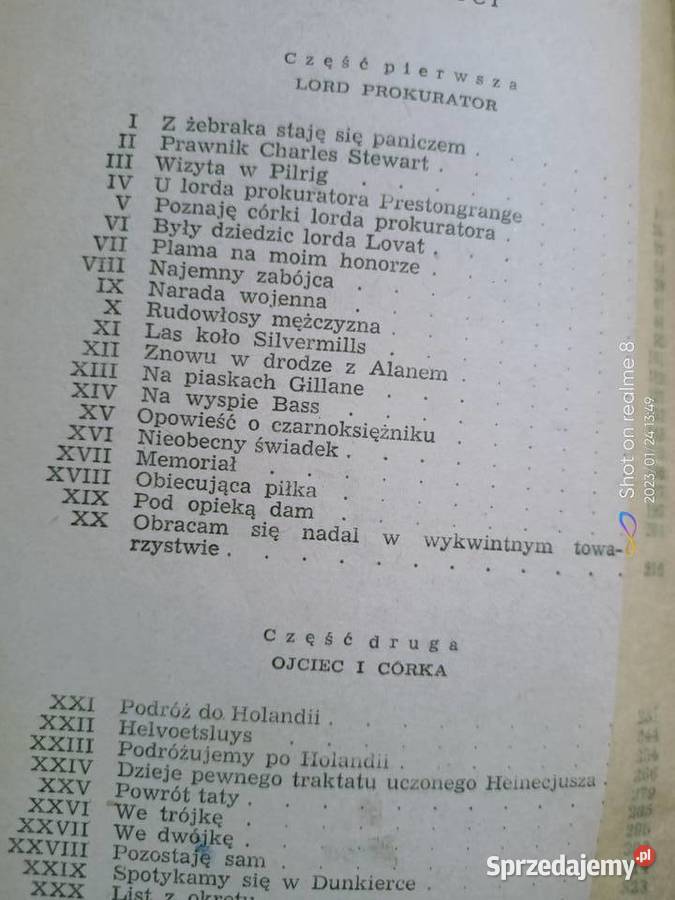 Część pierwsza
LORD PROKURATOR
I Z żebraka staję się paniczem
II Prawnik Charles Stewart
III Wizyta w Pilrig
IV U lorda prokuratora Prestongrange
V Poznaję córki lorda prokuratora
VI Były dziedzic lorda Lovat
VII Plama na moim honorze
VIII Najemny zabójca
IX Narada wojenna
X Rudowłosy mężczyzna
XI Las koło Silvermills
XII Znowu w drodze z Alanem
XIII Na piaskach Gillane
XIV Na wyspie Bass
XV Opowieść o czarnoksiężniku
XVI Nieobecny świadek
XVII Memoriał
XVIII Obiecująca piłka
XIX Pod opieką dam
XX Obracam się nadal w wykwintnym towa-
rzystwie
Część druga
OJCIEC I CÓRKA
XXI Podróż do Holandii
XXII Helvoetsluys
XXIII Podróżujemy po Holandii
XXIV Dzieje pewnego traktatu uczonego Heinecjusza
XXV Powrót taty
XXVI We trójkę
XXVII We dwójkę
XXVIII Pozostaję sam
XXIX Spotykamy się w Dunkierce
XXX List z okrętu
Shot on realme 8
2023/01/24 13:49
Sprzedajemy.pl